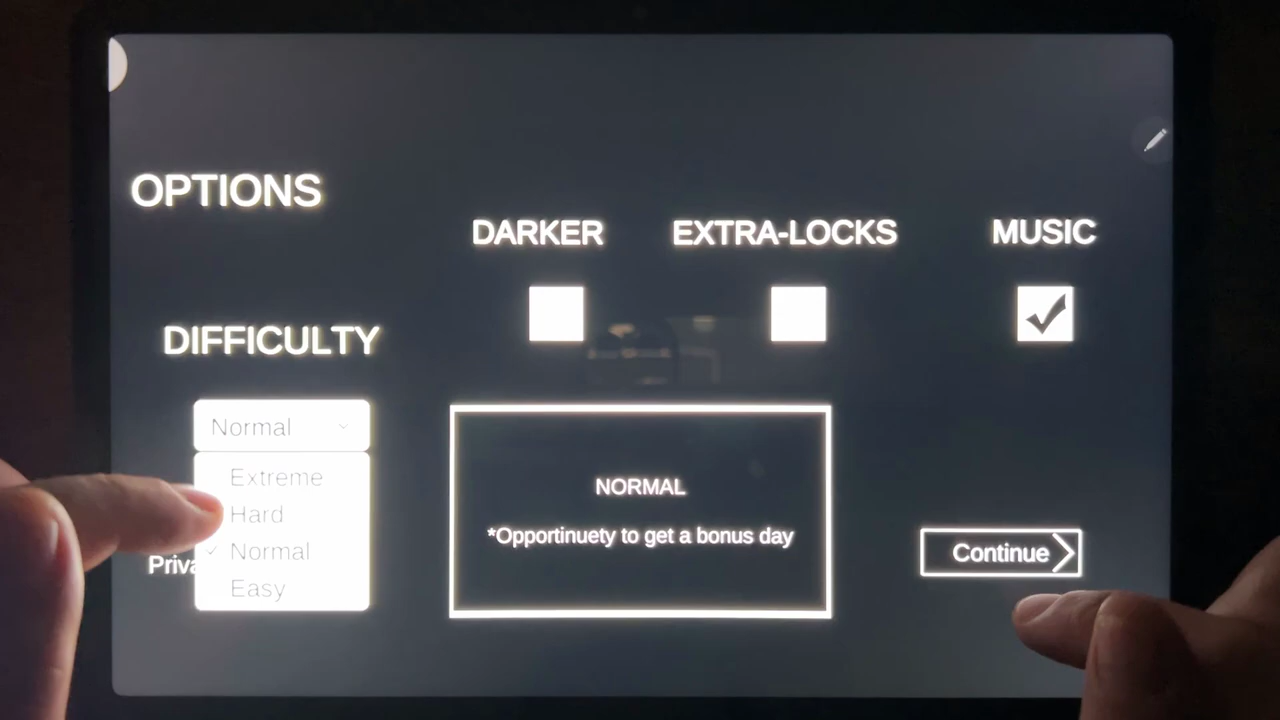 OPTIONS
DARKER
EXTRA-LOCKS
MUSIC
DIFFICULTY
Normal
Extreme
Hard
Normal
Easy
NORMAL
*Opportinuety to get a bonus day
Continue